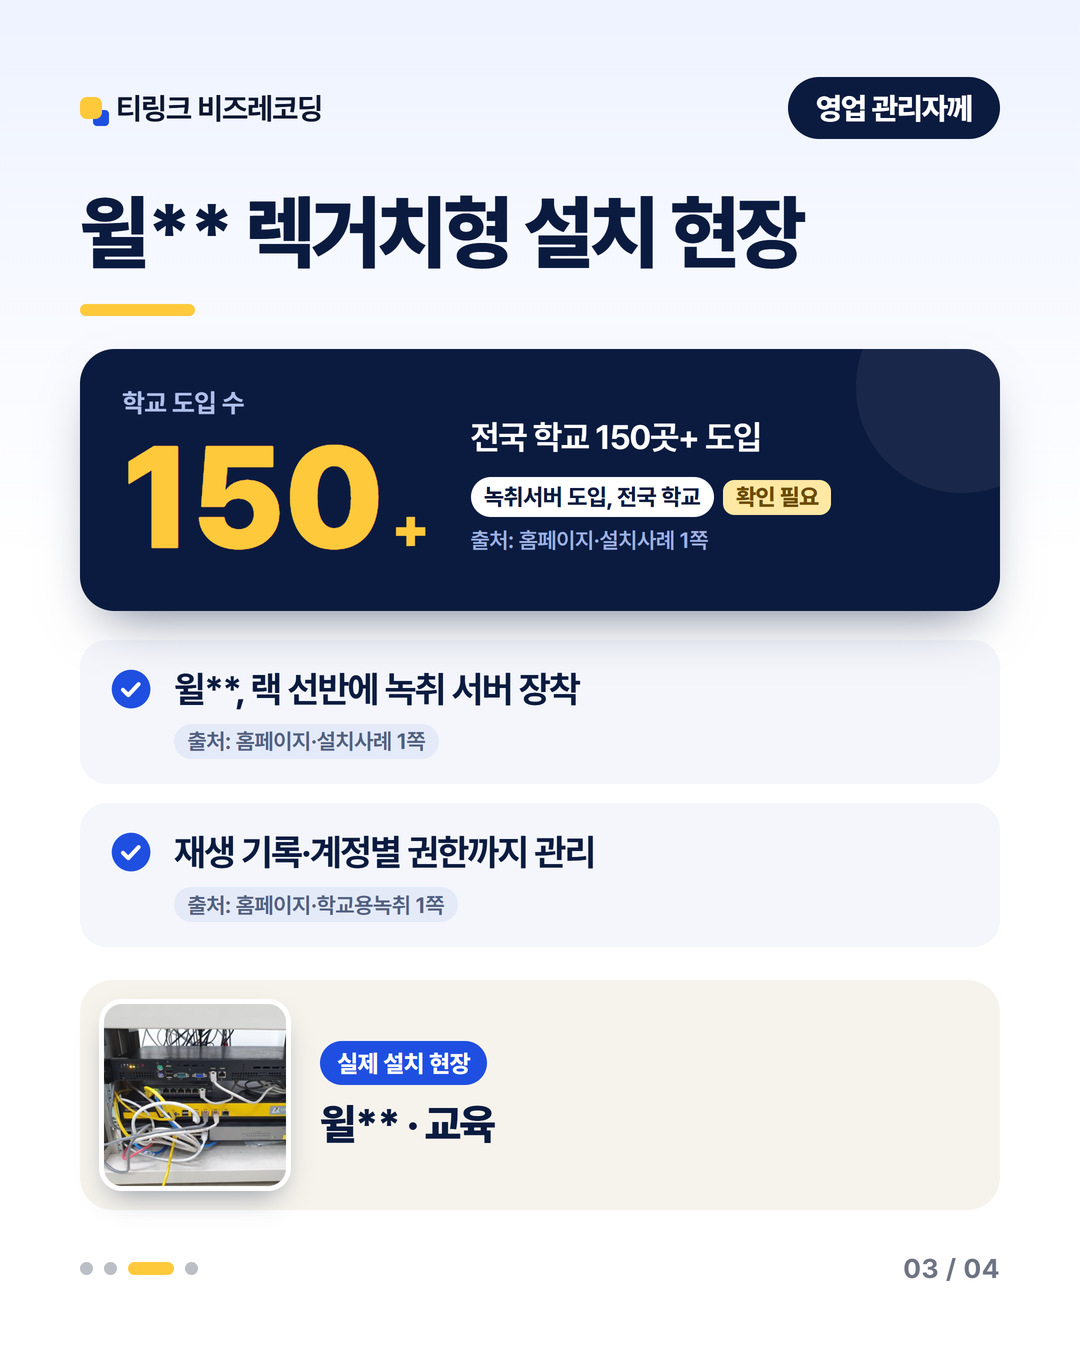 티링크 비즈레코딩
영업 관리자께
윌** 렉거치형 설치 현장
학교 도입 수
150+
전국 학교 150곳+ 도입
녹취서버 도입, 전국 학교
확인 필요
출처: 홈페이지·설치사례 1쪽
윌**, 랙 선반에 녹취 서버 장착
출처: 홈페이지·설치사례 1쪽
재생 기록·계정별 권한까지 관리
출처: 홈페이지·학교용녹취 1쪽
실제 설치 현장
윌** · 교육
03 / 04